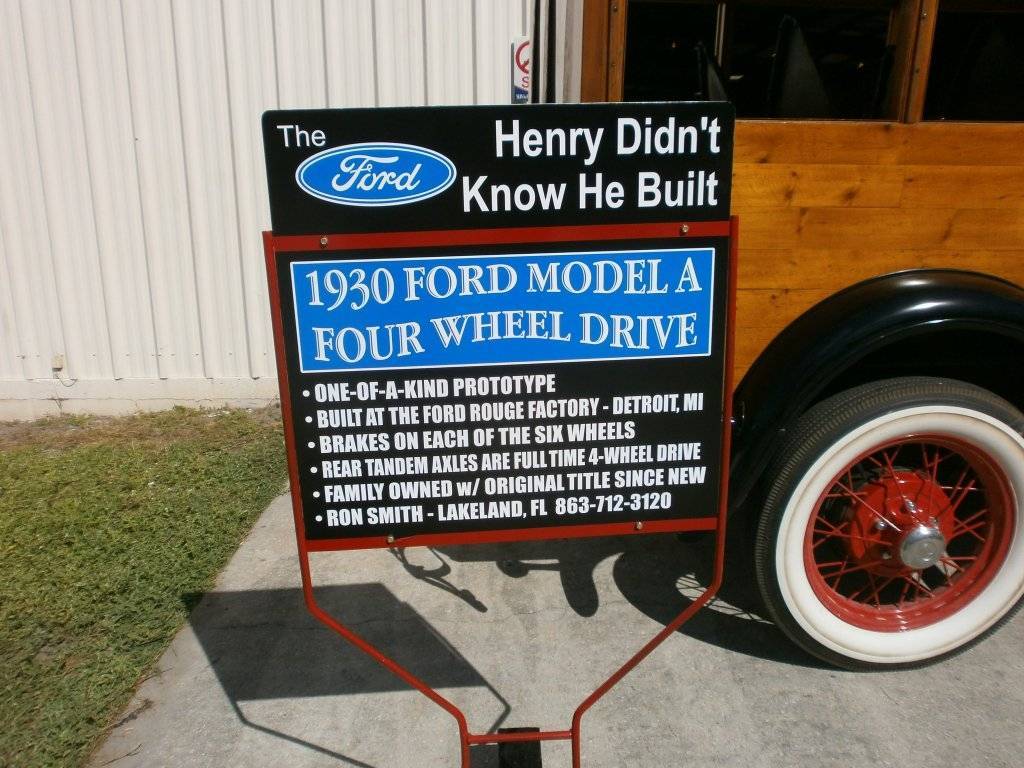 The
Ford
Henry Didn't
Know He Built
1930 FORD MODEL A
FOUR WHEEL DRIVE
• ONE-OF-A-KIND PROTOTYPE
• BUILT AT THE FORD ROUGE FACTORY - DETROIT, MI
• BRAKES ON EACH OF THE SIX WHEELS
• REAR TANDEM AXLES ARE FULL TIME 4-WHEEL DRIVE
• FAMILY OWNED w/ ORIGINAL TITLE SINCE NEW
• RON SMITH - LAKELAND, FL 863-712-3120